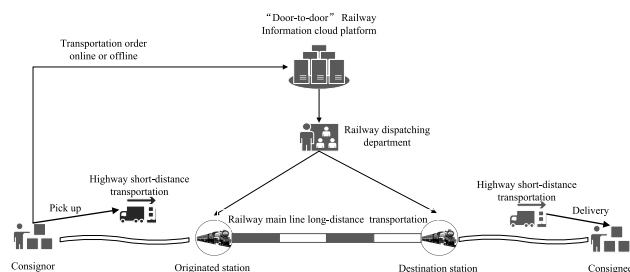 “Door-to-door” Railway
Information cloud platform
Transportation order
online or offline
Railway dispatching
department
Highway short-distance
transportation
Highway short-distance
transportation
Pick up
Delivery
Railway main line long-distance transportation
Consignor
Originated station
Destination station